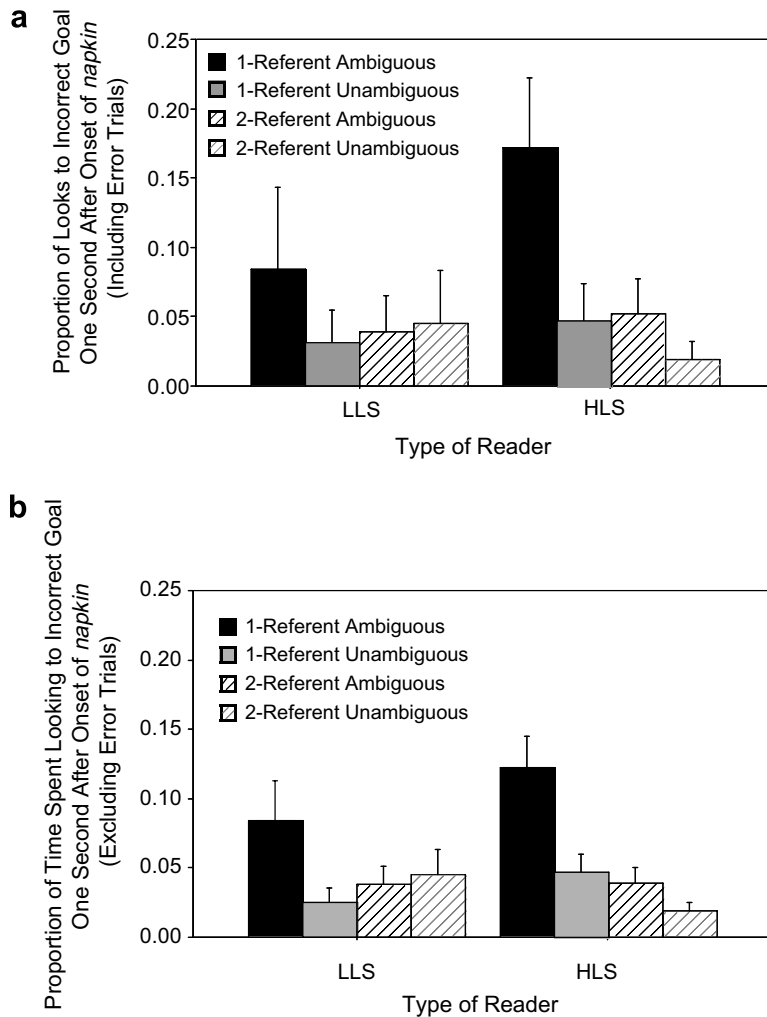 a
Proportion of Looks to Incorrect Goal
One Second After Onset of napkin
(Including Error Trials)
0.25
0.20
0.15
0.10
0.05
0.00
1-Referent Ambiguous
1-Referent Unambiguous
2-Referent Ambiguous
2-Referent Unambiguous
LLS HLS
Type of Reader
b
Proportion of Time Spent Looking to Incorrect Goal
One Second After Onset of napkin
(Excluding Error Trials)
0.25
0.20
0.15
0.10
0.05
0.00
1-Referent Ambiguous
1-Referent Unambiguous
2-Referent Ambiguous
2-Referent Unambiguous
LLS HLS
Type of Reader